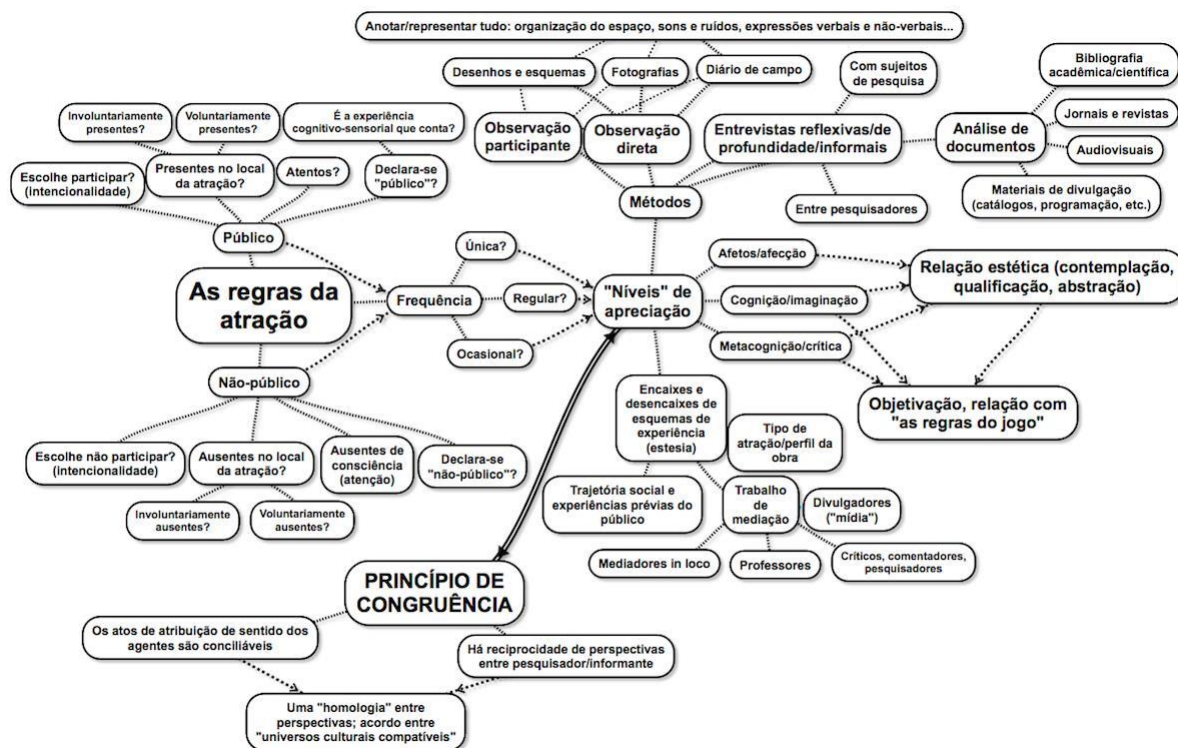 Anotar/representar tudo: organização do espaço, sons e ruídos, expressões verbais e não-verbais...
Desenhos e esquemas
Fotografias
Diário de campo
Com sujeitos
de pesquisa
Bibliografia
acadêmica/científica
Jornais e revistas
Audiovisuais
Materiais de divulgação
(catálogos, programação, etc.)
Análise de
documentos
Observação
participante
Observação
direta
Entrevistas reflexivas/de
profundidade/informais
Entre pesquisadores
Métodos
Involuntariamente
presentes?
Voluntariamente
presentes?
É a experiência
cognitivo-sensorial que conta?
Escolhe participar?
(intencionalidade)
Presentes no local
da atração?
Atentos?
Declara-se
"público"?
Público
As regras da
atração
Frequência
Única?
Regular?
Ocasional?
"Níveis" de
apreciação
Afetos/afecção
Cognição/imaginação
Metacognição/crítica
Relação estética (contemplação,
qualificação, abstração)
Objetivação, relação com
"as regras do jogo"
Não-público
Escolhe não participar?
(intencionalidade)
Ausentes no local
da atração?
Ausentes de
consciência
(atenção)
Declara-se
"não-público"?
Involuntariamente
ausentes?
Voluntariamente
ausentes?
Encaixes e
desencaixes de
esquemas de
experiência
(estesia)
Tipo de
atração/perfil da
obra
Trajetória social e
experiências prévias do
público
Trabalho
de
mediação
Divulgadores
("mídia")
Mediadores in loco
Professores
Críticos, comentadores,
pesquisadores
PRINCÍPIO DE
CONGRUÊNCIA
Os atos de atribuição de sentido dos
agentes são conciliáveis
Há reciprocidade de perspectivas
entre pesquisador/informante
Uma "homologia" entre
perspectivas; acordo entre
"universos culturais compatíveis"